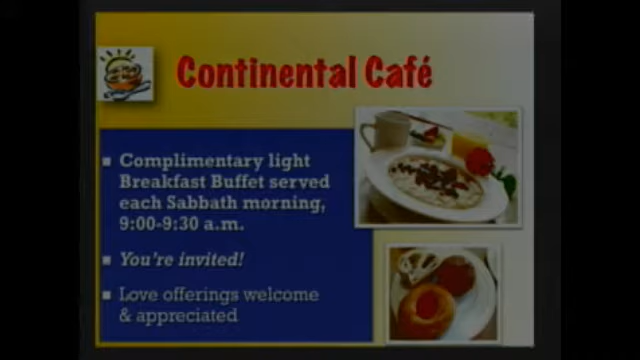 Continental Café
Complimentary light
Breakfast Buffet served
each Sabbath morning,
9:00-9:30 a.m.
You're invited!
Love offerings welcome
& appreciated